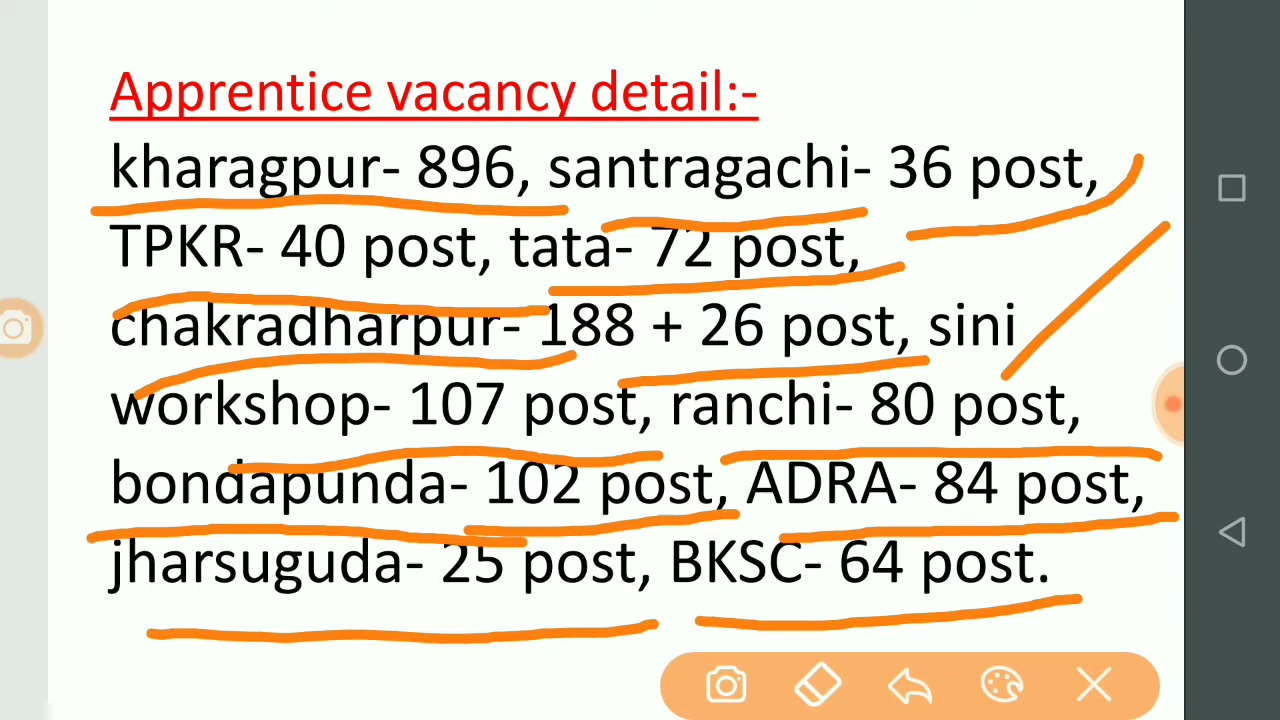 Apprentice vacancy detail:-
kharagpur- 896, santragachi- 36 post,
TPKR- 40 post, tata- 72 post,
chakradharpur- 188 + 26 post, sini
workshop- 107 post, ranchi- 80 post,
bondapunda- 102 post, ADRA- 84 post,
jharsuguda- 25 post, BKSC- 64 post.